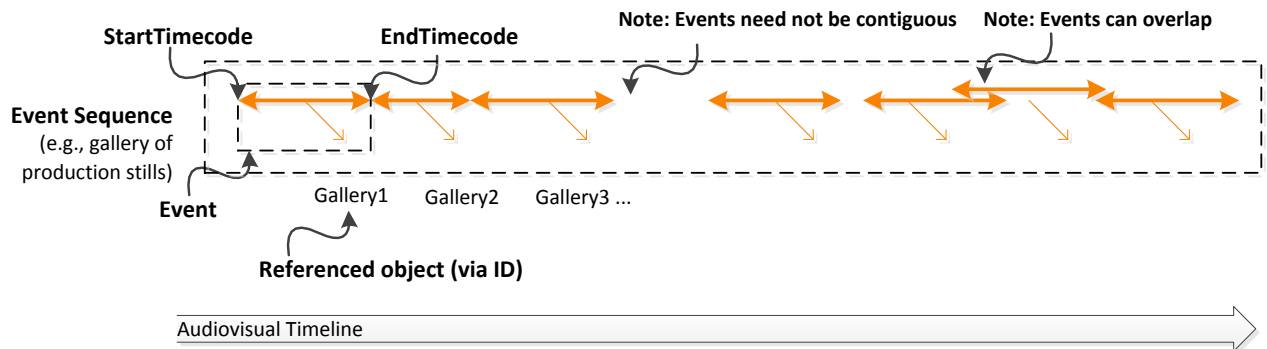 Note: Events need not be contiguous
Note: Events can overlap
StartTimecode
EndTimecode
Event Sequence
(e.g., gallery of
production stills)
Event
Gallery1
Gallery2
Gallery3 ...
Referenced object (via ID)
Audiovisual Timeline